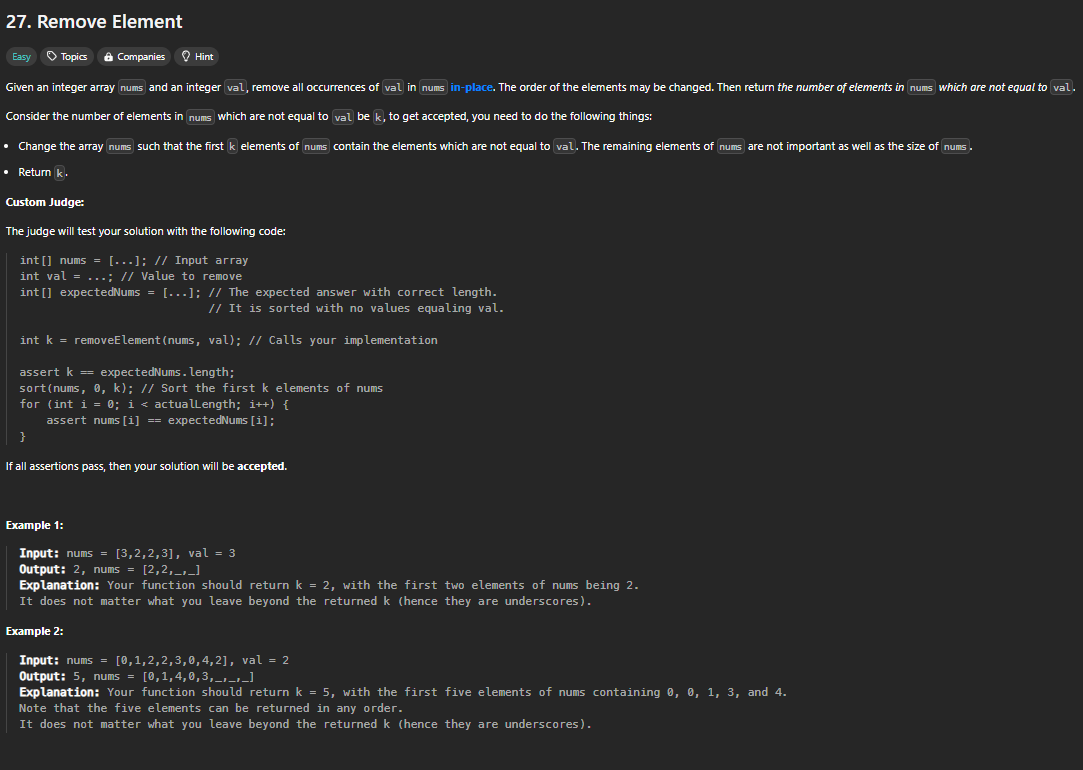 27. Remove Element
Easy Topics Companies Hint
Given an integer array nums and an integer val, remove all occurrences of val in nums in-place. The order of the elements may be changed. Then return the number of elements in nums which are not equal to val.
Consider the number of elements in nums which are not equal to val be k, to get accepted, you need to do the following things:
• Change the array nums such that the first k elements of nums contain the elements which are not equal to val. The remaining elements of nums are not important as well as the size of nums.
• Return k.
Custom Judge:
The judge will test your solution with the following code:
int[] nums = [...]; // Input array
int val = ...; // Value to remove
int[] expectedNums = [...]; // The expected answer with correct length.
                            // It is sorted with no values equaling val.
int k = removeElement(nums, val); // Calls your implementation
assert k == expectedNums.length;
sort(nums, 0, k); // Sort the first k elements of nums
for (int i = 0; i < actualLength; i++) {
    assert nums[i] == expectedNums[i];
}
If all assertions pass, then your solution will be accepted.
Example 1:
Input: nums = [3,2,2,3], val = 3
Output: 2, nums = [2,2,_,_]
Explanation: Your function should return k = 2, with the first two elements of nums being 2.
It does not matter what you leave beyond the returned k (hence they are underscores).
Example 2:
Input: nums = [0,1,2,2,3,0,4,2], val = 2
Output: 5, nums = [0,1,4,0,3,_,_,_]
Explanation: Your function should return k = 5, with the first five elements of nums containing 0, 0, 1, 3, and 4.
Note that the five elements can be returned in any order.
It does not matter what you leave beyond the returned k (hence they are underscores).